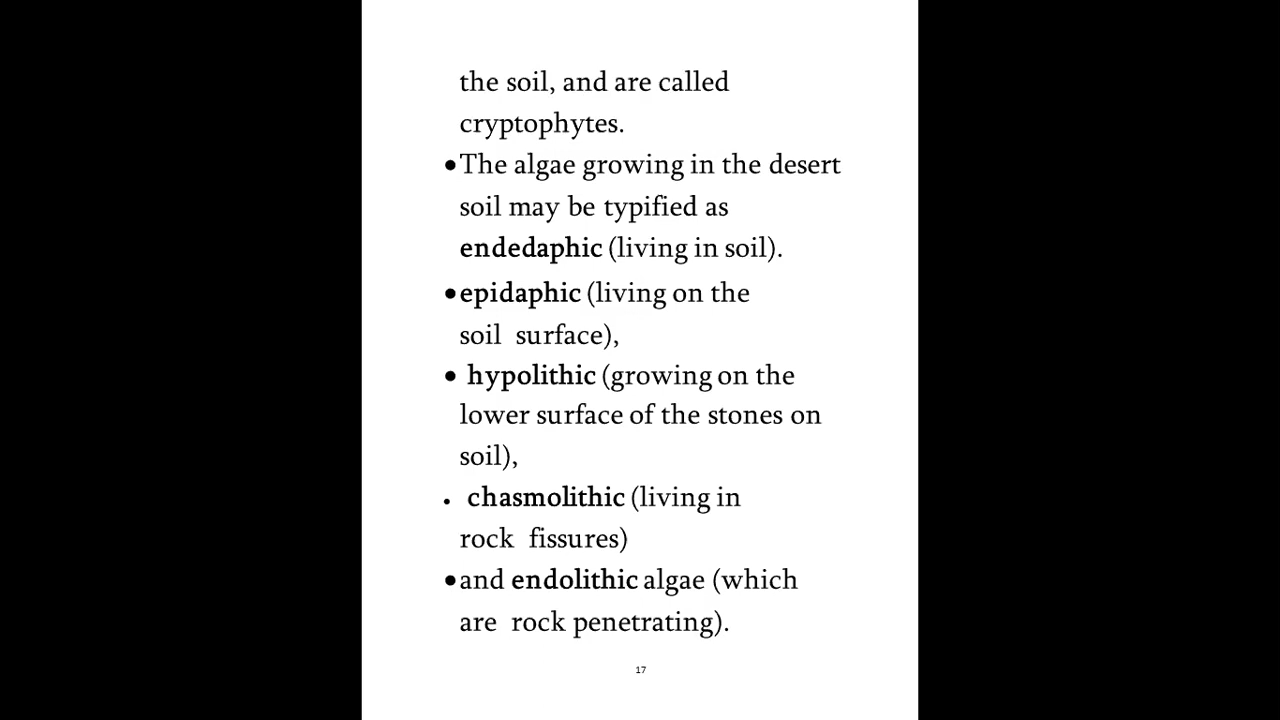 the soil, and are called
cryptophytes.
•The algae growing in the desert
soil may be typified as
endedaphic (living in soil).
•epidaphic (living on the
soil surface),
• hypolithic (growing on the
lower surface of the stones on
soil),
• chasmolithic (living in
rock fissures)
•and endolithic algae (which
are rock penetrating).
17